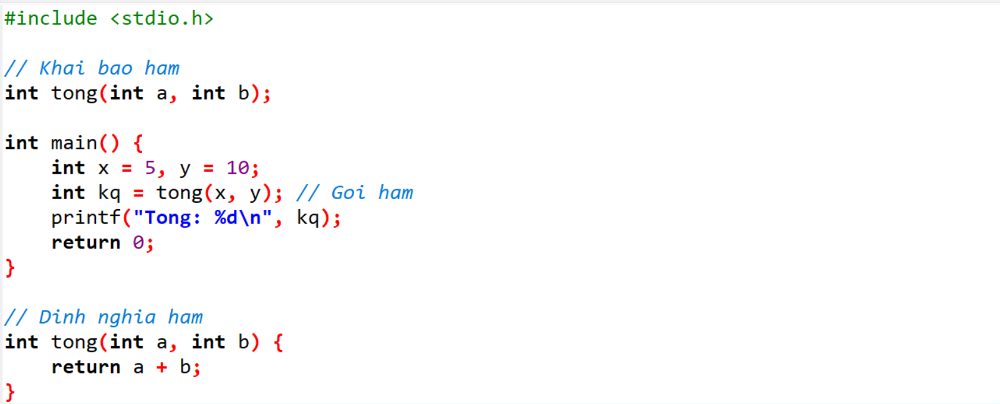 #include <stdio.h>
// Khai bao ham
int tong(int a, int b);
int main() {
    int x = 5, y = 10;
    int kq = tong(x, y); // Goi ham
    printf("Tong: %d\n", kq);
    return 0;
}
// Dinh nghia ham
int tong(int a, int b) {
    return a + b;
}